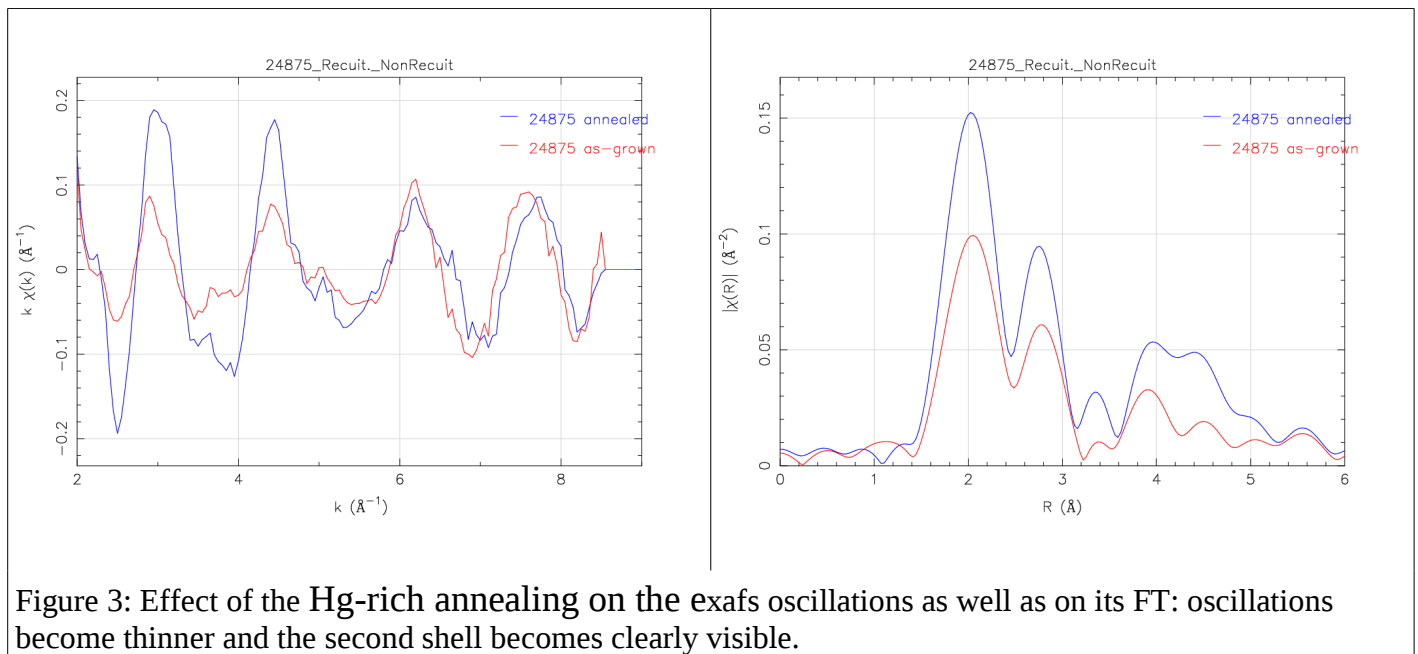 24875_Recuit._NonRecuit
0.2
0.1
0
−0.1
−0.2
k χ(k) (Å⁻¹)
24875 annealed
24875 as-grown
2
4
6
8
k (Å⁻¹)
24875_Recuit._NonRecuit
0.15
0.1
0.05
0
|χ(R)| (Å⁻²)
24875 annealed
24875 as-grown
0
1
2
3
4
5
6
R (Å)
Figure 3: Effect of the Hg-rich annealing on the exafs oscillations as well as on its FT: oscillations
become thinner and the second shell becomes clearly visible.